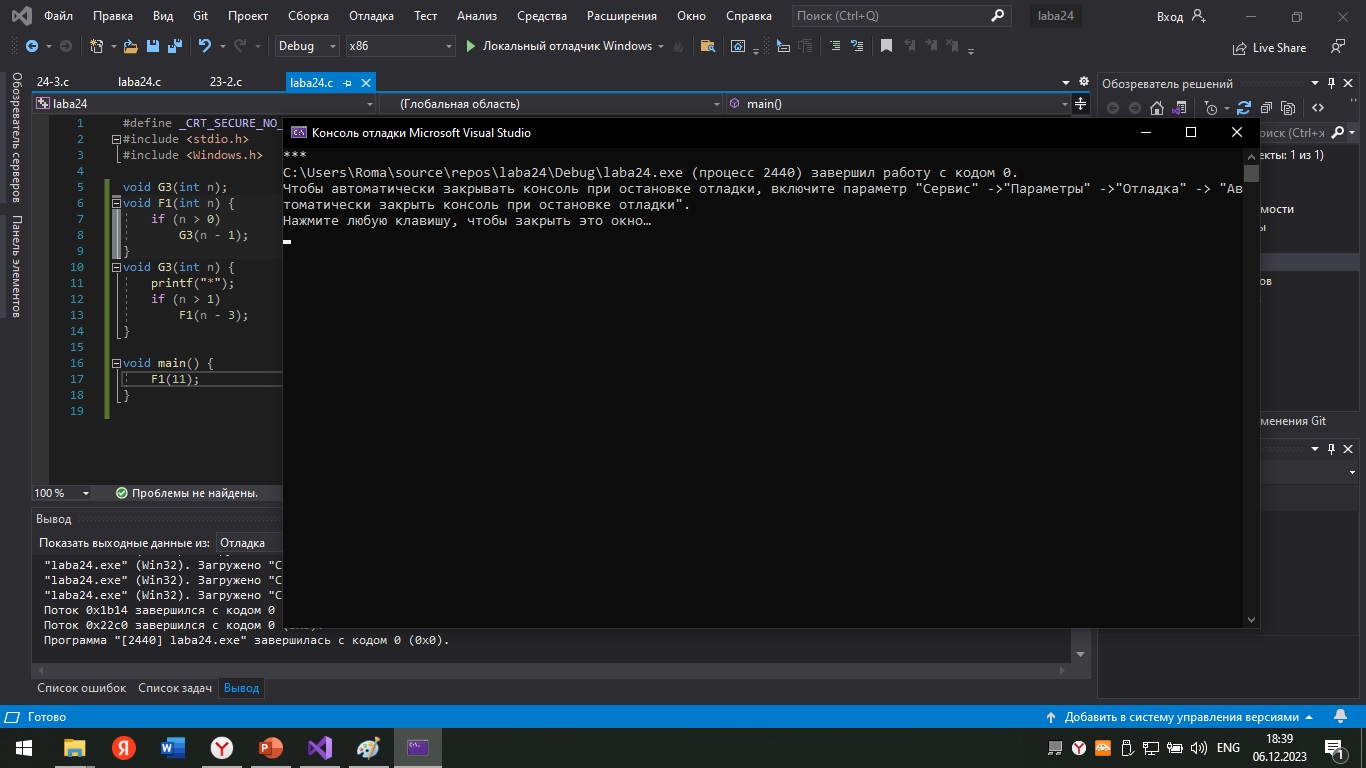 Файл Правка Вид Git Проект Сборка Отладка Тест Анализ Средства Расширения Окно Справка Поиск (Ctrl+Q) laba24 Вход
Debug x86 Локальный отладчик Windows Live Share
Обозреватель серверов
Панель элементов
24-3.c laba24.c 23-2.c laba24.c
laba24 (Глобальная область) main()
1 #define _CRT_SECURE_NO_
2 #include <stdio.h>
3 #include <Windows.h>
4
5 void G3(int n);
6 void F1(int n) {
7 if (n > 0)
8 G3(n - 1);
9 }
10 void G3(int n) {
11 printf("*");
12 if (n > 1)
13 F1(n - 3);
14 }
15
16 void main() {
17 F1(11);
18 }
19
100 % Проблемы не найдены.
Консоль отладки Microsoft Visual Studio
***
C:\Users\Roma\source\repos\laba24\Debug\laba24.exe (процесс 2440) завершил работу с кодом 0.
Чтобы автоматически закрывать консоль при остановке отладки, включите параметр "Сервис" ->"Параметры" ->"Отладка" -> "Ав
томатически закрыть консоль при остановке отладки".
Нажмите любую клавишу, чтобы закрыть это окно…
Обозреватель решений
оиск (Ctrl+ж
екты: 1 из 1)
мости
ы
ов
менения Git
Вывод
Показать выходные данные из: Отладка
"laba24.exe" (Win32). Загружено "C
"laba24.exe" (Win32). Загружено "C
"laba24.exe" (Win32). Загружено "C
Поток 0x1b14 завершился с кодом 0
Поток 0x22c0 завершился с кодом 0
Программа "[2440] laba24.exe" завершилась с кодом 0 (0x0).
Список ошибок Список задач Вывод
Готово Добавить в систему управления версиями
ENG 18:39
06.12.2023
1